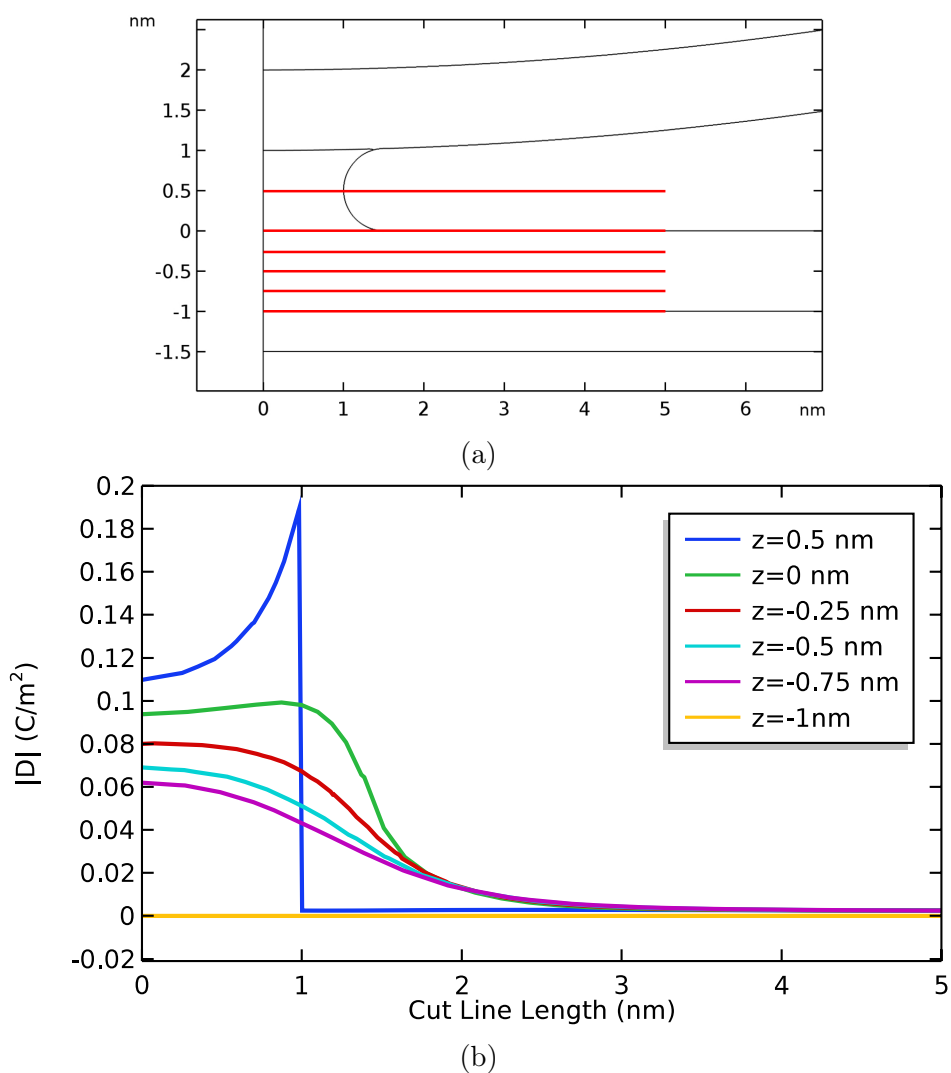 nm
2
1.5
1
0.5
0
-0.5
-1
-1.5
0 1 2 3 4 5 6 nm
(a)
0.2
0.18
0.16
0.14
0.12
0.1
0.08
0.06
0.04
0.02
0
-0.02
|D| (C/m²)
z=0.5 nm
z=0 nm
z=-0.25 nm
z=-0.5 nm
z=-0.75 nm
z=-1nm
0 1 2 3 4 5
Cut Line Length (nm)
(b)